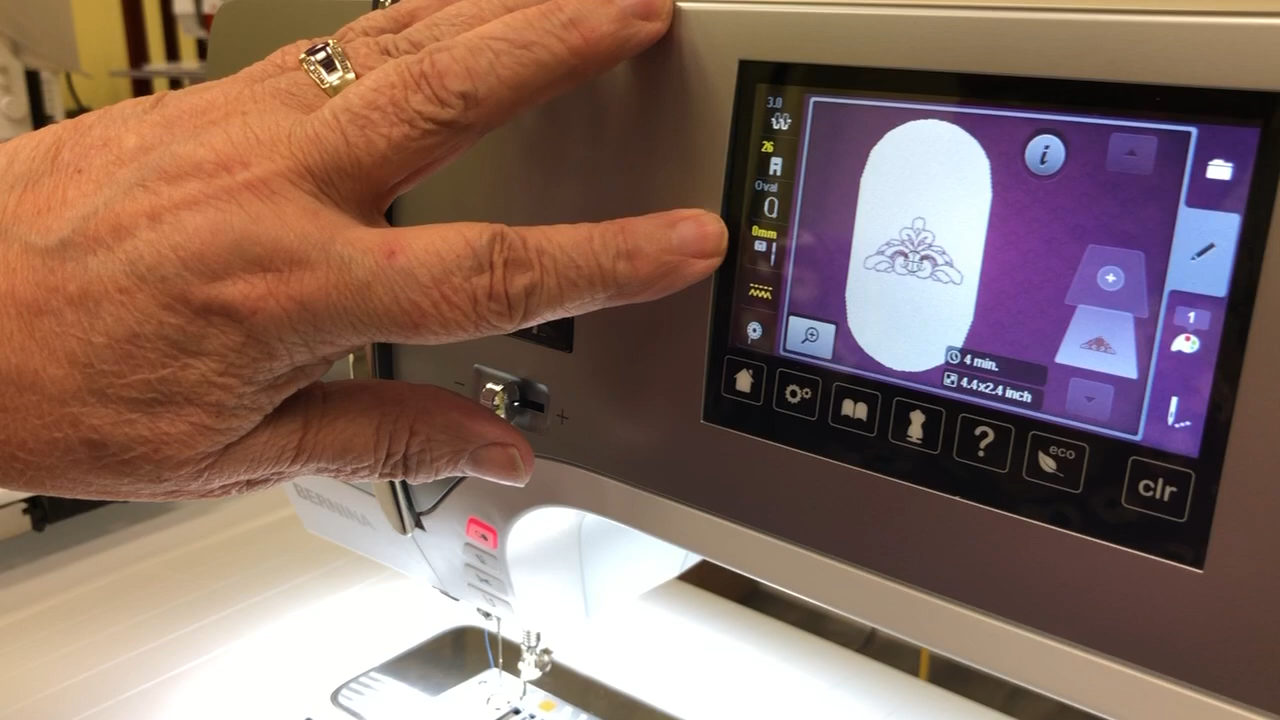 3.0
26
Oval
0mm
i
1
4 min.
4.4x2.4 inch
?
eco
clr
- +
BERNINA